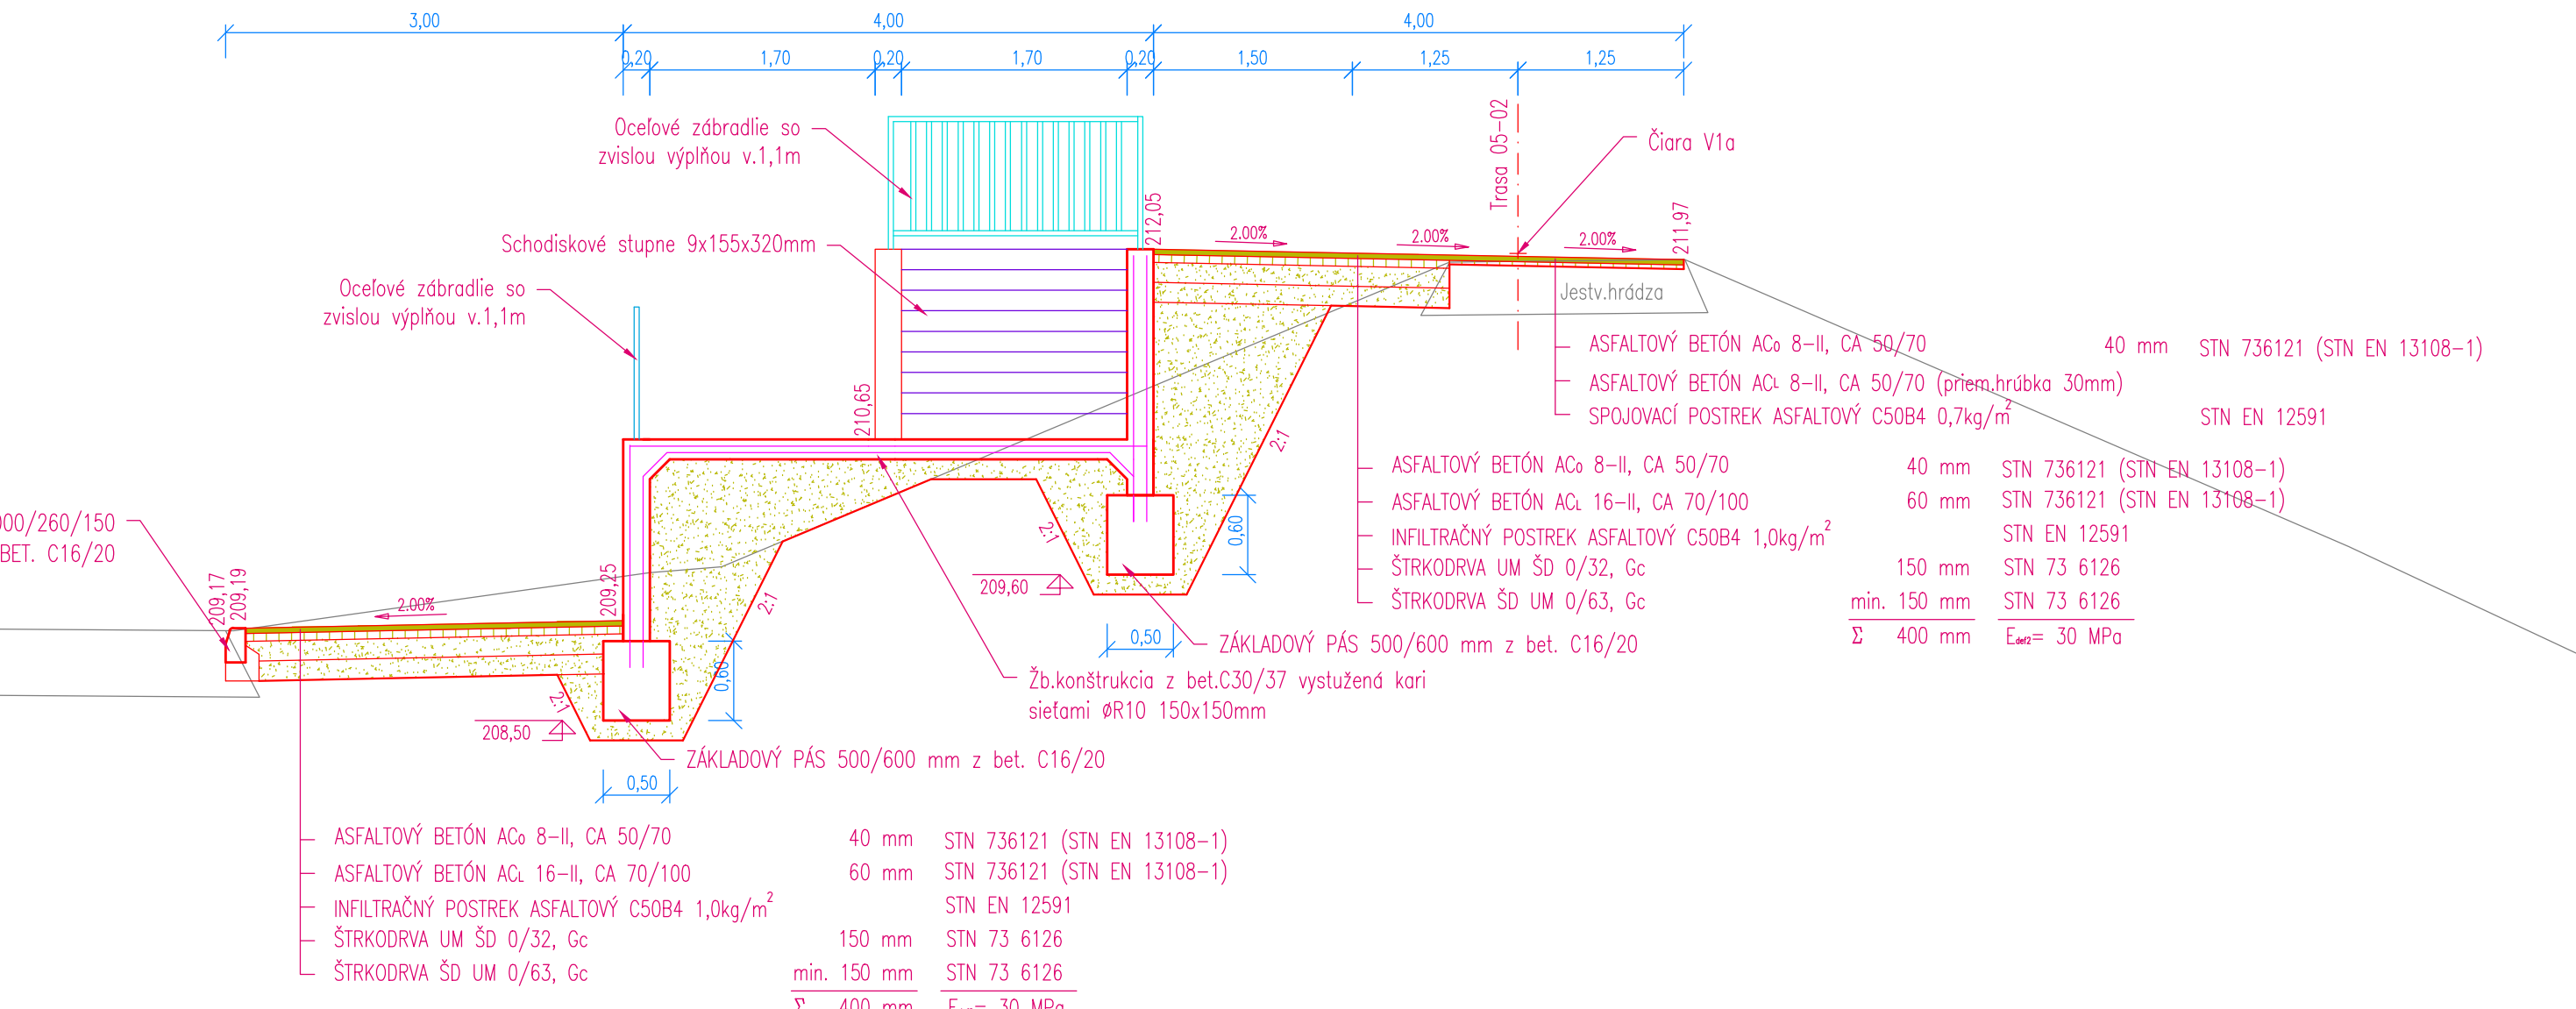 3,00
4,00
4,00
0,20
1,70
0,20
1,70
0,20
1,50
1,25
1,25
Oceľové zábradlie so
zvislou výplňou v.1,1m
Trasa 05-02
Čiara V1a
Schodiskové stupne 9x155x320mm
212,05
2.00%
2.00%
2.00%
211,97
Oceľové zábradlie so
zvislou výplňou v.1,1m
Jestv.hrádza
210,65
ASFALTOVÝ BETÓN ACo 8-II, CA 50/70 40 mm STN 736121 (STN EN 13108-1)
ASFALTOVÝ BETÓN ACL 8-II, CA 50/70 (priem.hrúbka 30mm)
SPOJOVACÍ POSTREK ASFALTOVÝ C50B4 0,7kg/m² STN EN 12591
2:1
ASFALTOVÝ BETÓN ACo 8-II, CA 50/70 40 mm STN 736121 (STN EN 13108-1)
ASFALTOVÝ BETÓN ACL 16-II, CA 70/100 60 mm STN 736121 (STN EN 13108-1)
INFILTRAČNÝ POSTREK ASFALTOVÝ C50B4 1,0kg/m² STN EN 12591
ŠTRKODRVA UM ŠD 0/32, Gc 150 mm STN 73 6126
ŠTRKODRVA ŠD UM 0/63, Gc min. 150 mm STN 73 6126
Σ 400 mm Edef2= 30 MPa
000/260/150
BET. C16/20
209,17
209,19
2.00%
209,25
2:1
0,60
209,60
0,50
ZÁKLADOVÝ PÁS 500/600 mm z bet. C16/20
2:1
2:1
0,60
208,50
Žb.konštrukcia z bet.C30/37 vystužená kari
sieťami øR10 150x150mm
ZÁKLADOVÝ PÁS 500/600 mm z bet. C16/20
0,50
ASFALTOVÝ BETÓN ACo 8-II, CA 50/70 40 mm STN 736121 (STN EN 13108-1)
ASFALTOVÝ BETÓN ACL 16-II, CA 70/100 60 mm STN 736121 (STN EN 13108-1)
INFILTRAČNÝ POSTREK ASFALTOVÝ C50B4 1,0kg/m² STN EN 12591
ŠTRKODRVA UM ŠD 0/32, Gc 150 mm STN 73 6126
ŠTRKODRVA ŠD UM 0/63, Gc min. 150 mm STN 73 6126
Σ 400 mm = 30 MPa